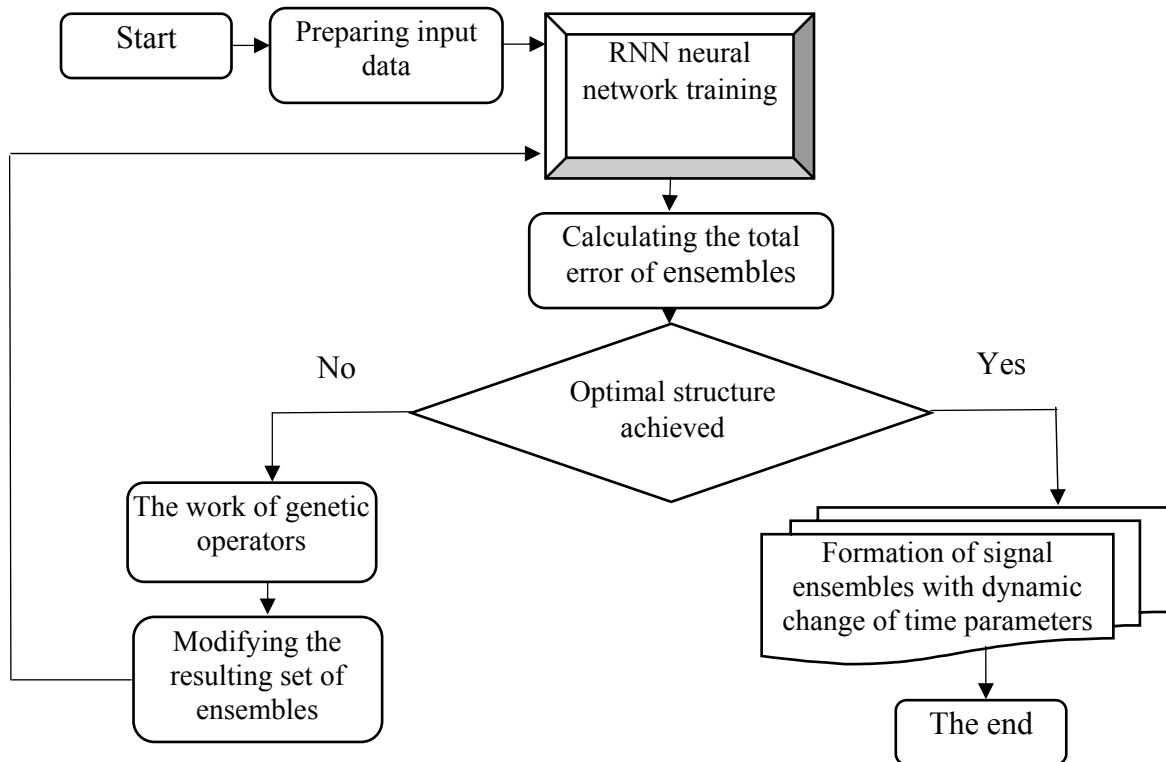 Start
Preparing input
data
RNN neural
network training
Calculating the total
error of ensembles
No
Yes
Optimal structure
achieved
The work of genetic
operators
Modifying the
resulting set of
ensembles
Formation of signal
ensembles with dynamic
change of time parameters
The end